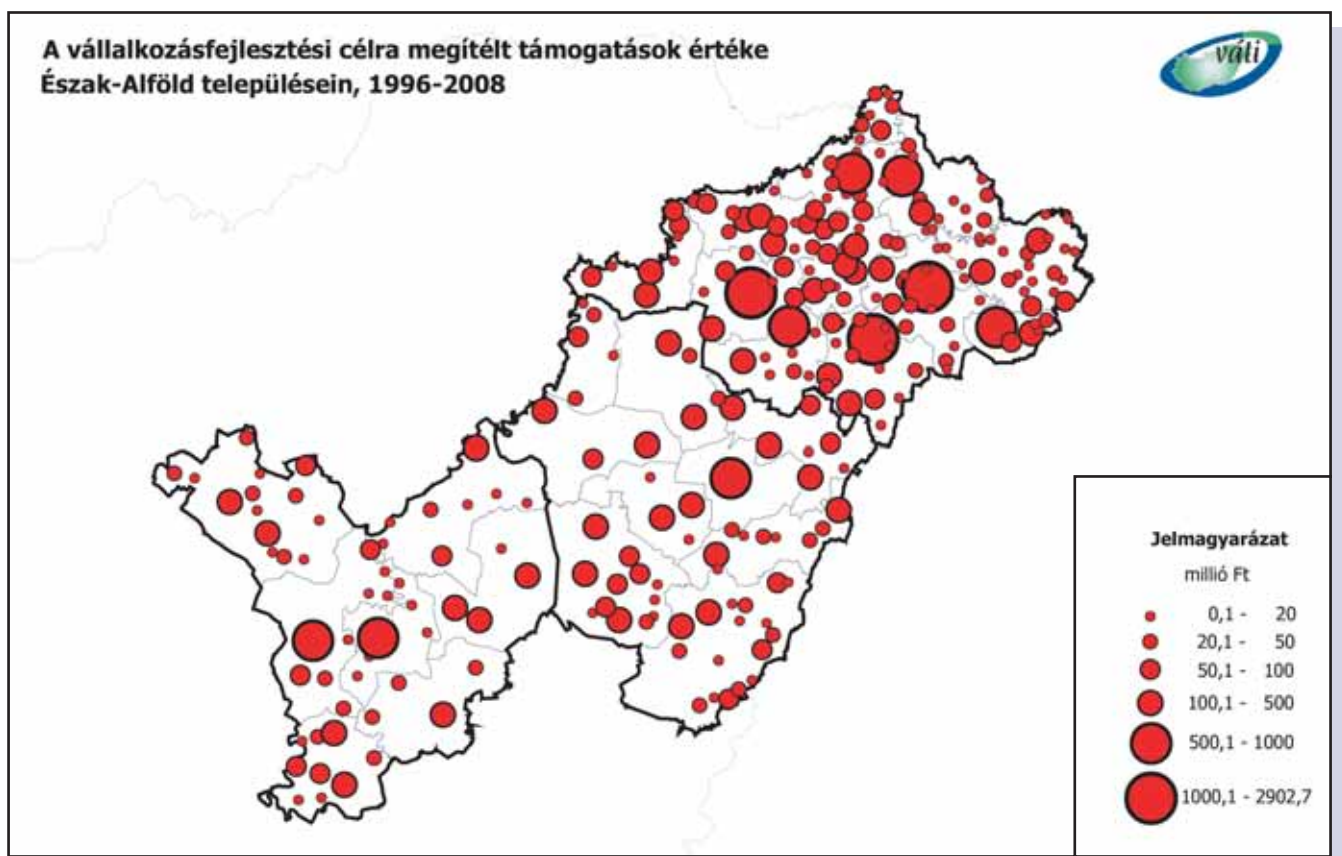 A vállalkozásfejlesztési célra megítélt támogatások értéke
Észak-Alföld településein, 1996-2008
váti
Jelmagyarázat
millió Ft
0,1 - 20
20,1 - 50
50,1 - 100
100,1 - 500
500,1 - 1000
1000,1 - 2902,7